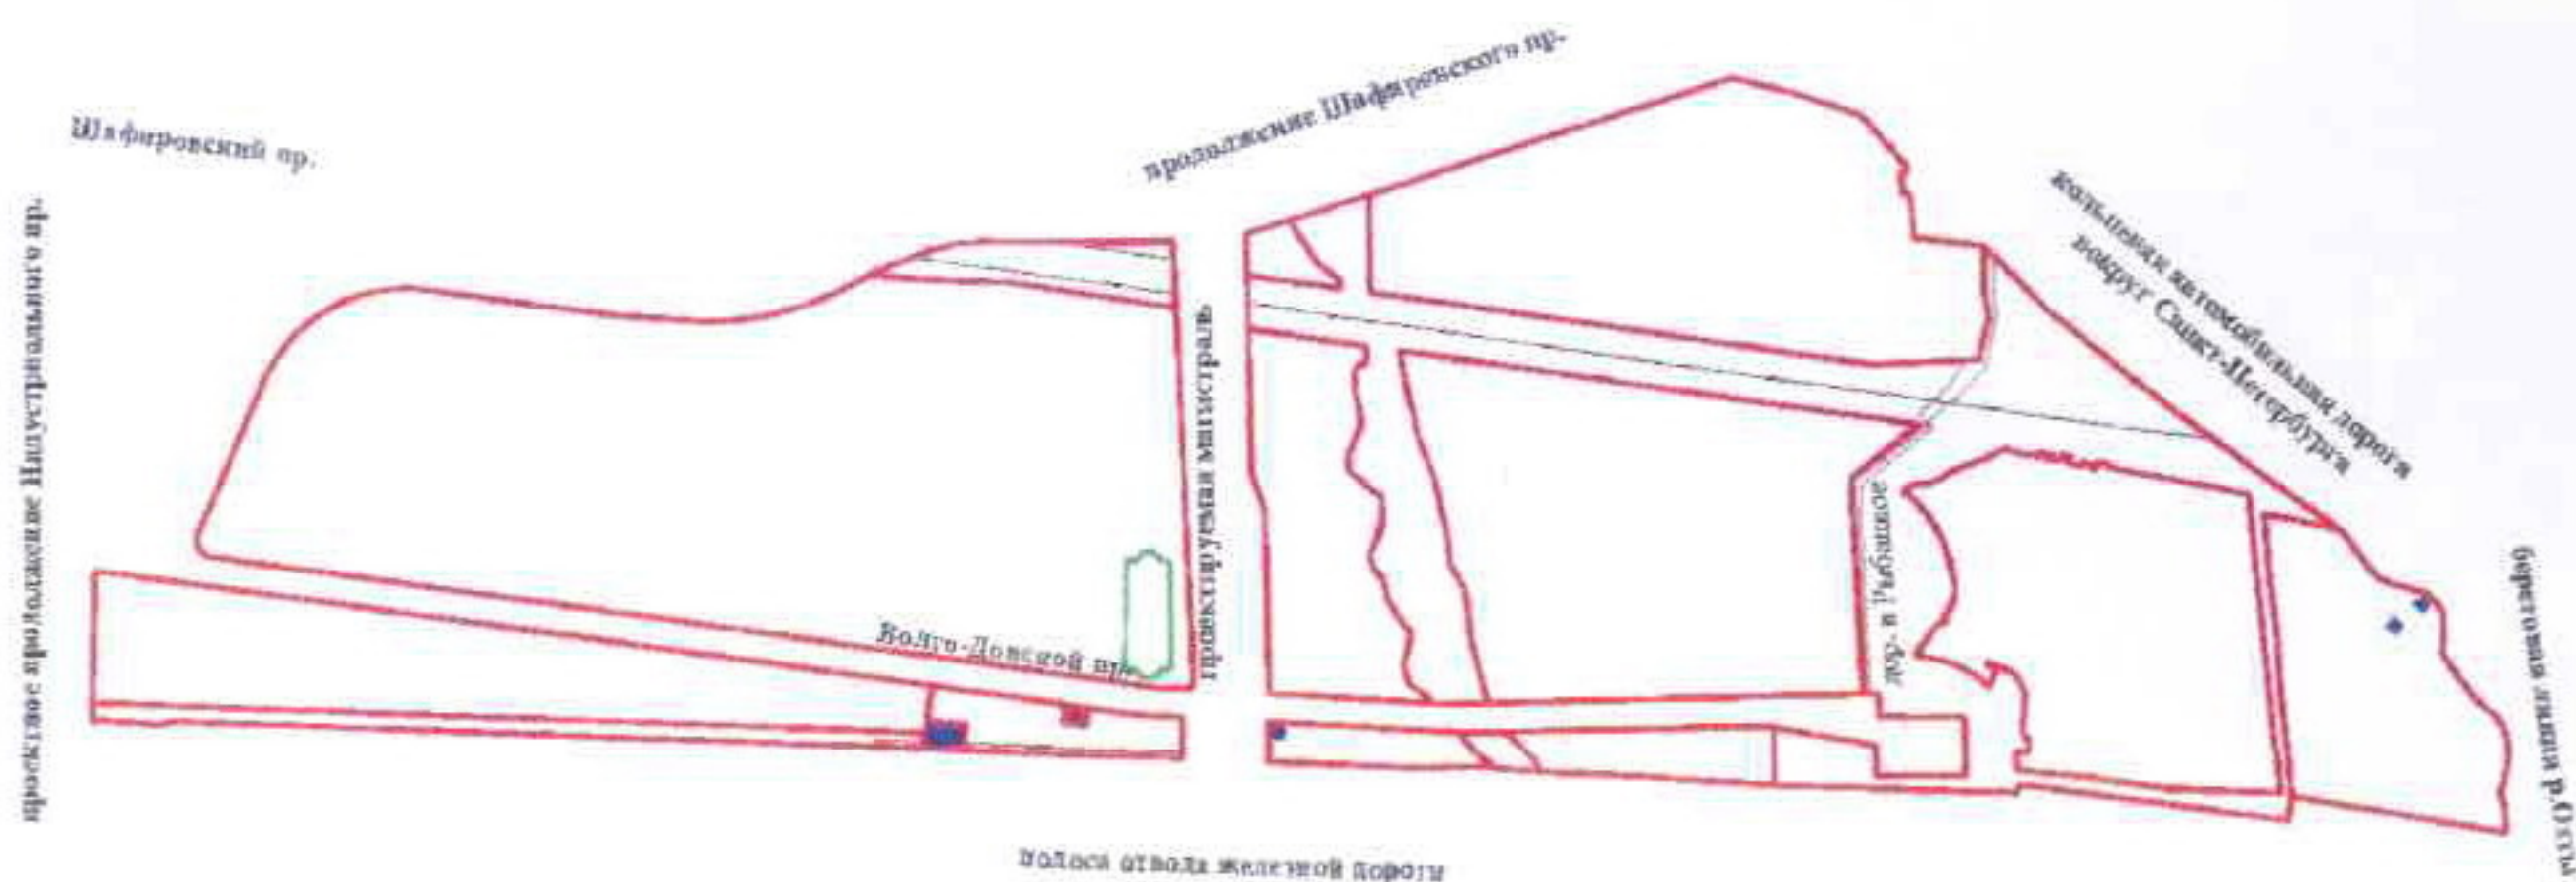 Шафировский пр.
продолжение Шафировского пр.
кольцевая автомобильная дорога
вокруг Санкт-Петербурга
проектное продолжение Индустриального пр.
проектируемая магистраль
Волго-Донской пр.
дор. в Рубашкое
береговая линия р.Охты
полоса отвода железной дороги